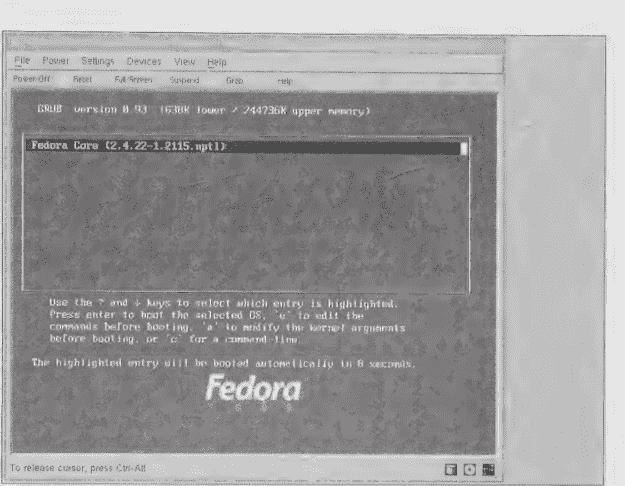 File Power Settings Devices View Help
Power Off Reset Full Screen Suspend Grab Help
GRUB version 0.93 (638K lower / 244736K upper memory)
Fedora Core (2.4.22-1.2115.nptl)
Use the ↑ and ↓ keys to select which entry is highlighted.
Press enter to boot the selected OS, 'e' to edit the
commands before booting, 'a' to modify the kernel arguments
before booting, or 'c' for a command-line.
The highlighted entry will be booted automatically in 8 seconds.
Fedora
To release cursor, press Ctrl-Alt